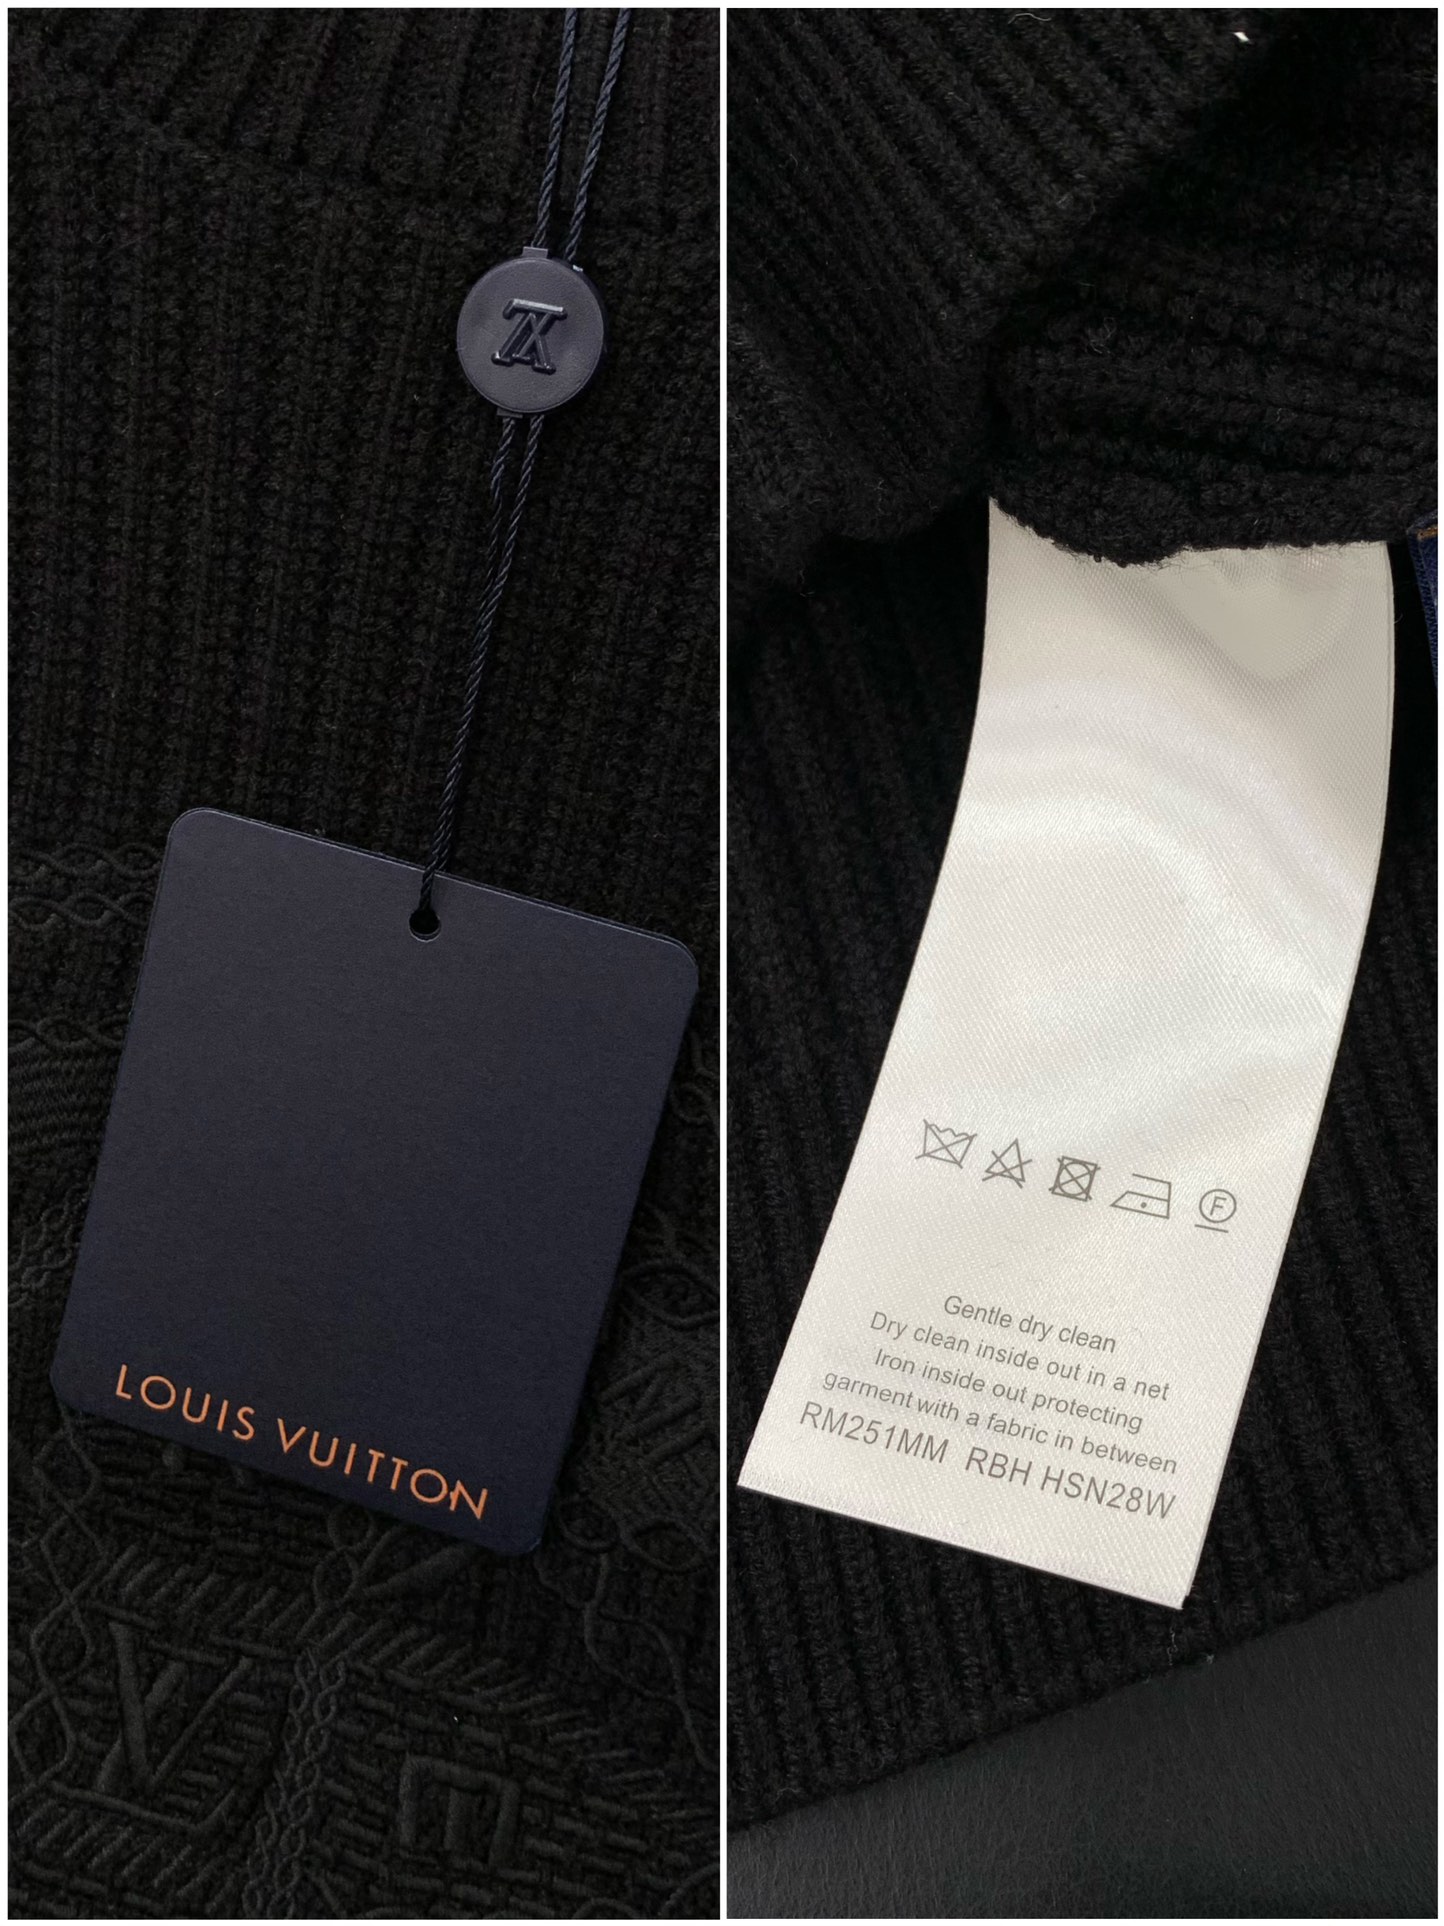 LOUIS VUITTON
F
Gentle dry clean
Dry clean inside out in a net
Iron inside out protecting
garment with a fabric in between
RM251MM RBH HSN28W